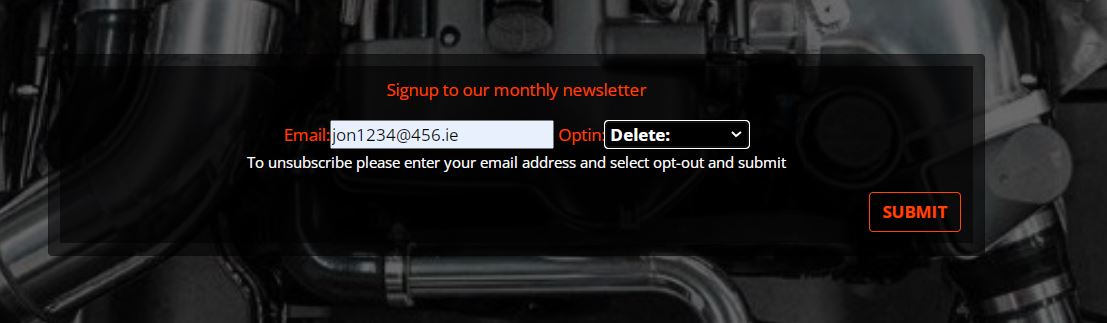 Signup to our monthly newsletter
Email: jon1234@456.ie Optin: Delete:
To unsubscribe please enter your email address and select opt-out and submit
SUBMIT